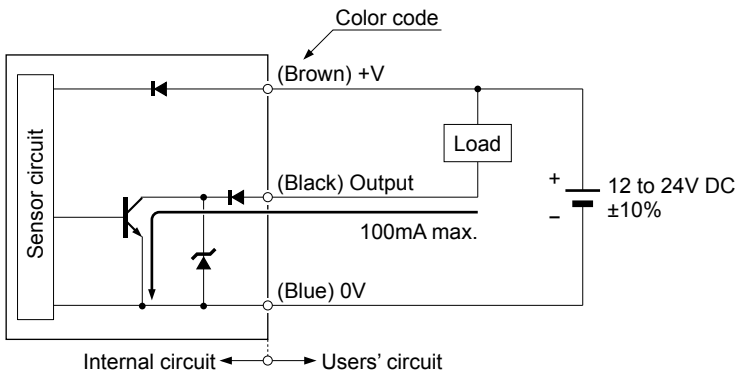 Color code
(Brown) +V
Sensor circuit
Load
(Black) Output
+
12 to 24V DC
−
±10%
100mA max.
(Blue) 0V
Internal circuit
Users' circuit